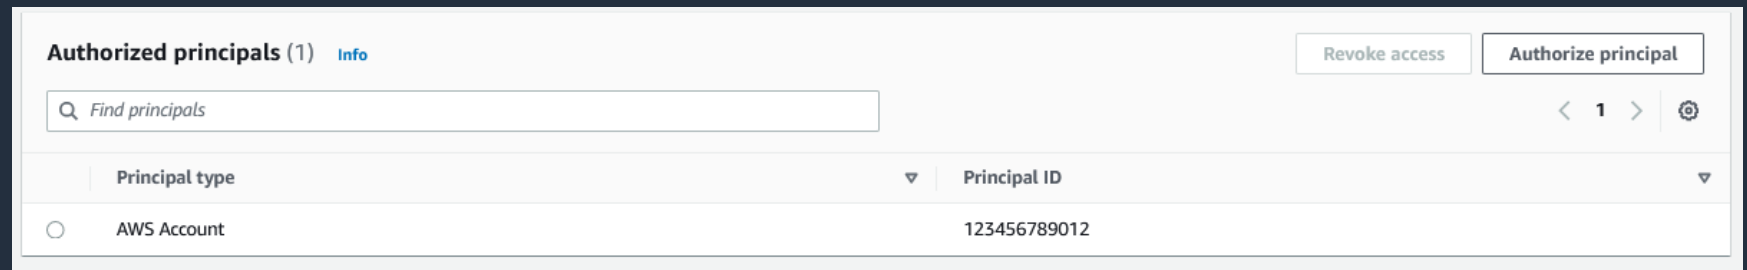 Authorized principals (1) Info
Revoke access Authorize principal
Find principals
1
Principal type Principal ID
AWS Account 123456789012